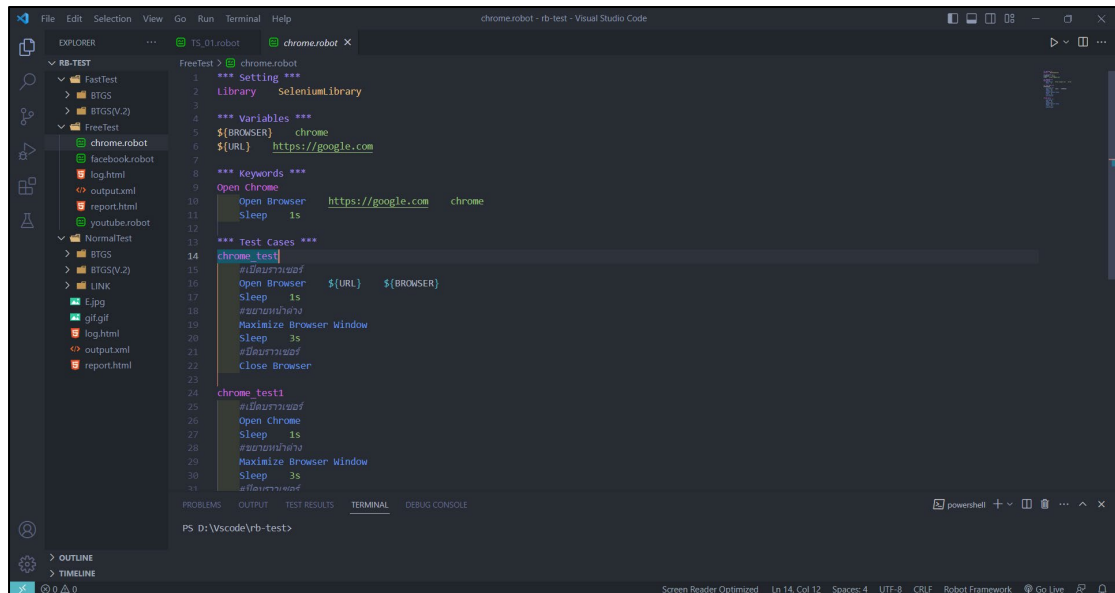 File Edit Selection View Go Run Terminal Help
chrome.robot - rb-test - Visual Studio Code
EXPLORER
RB-TEST
FastTest
BTGS
BTGS(V.2)
FreeTest
chrome.robot
facebook.robot
log.html
output.xml
report.html
youtube.robot
NormalTest
BTGS
BTGS(V.2)
LINK
E.jpg
gif.gif
log.html
output.xml
report.html
OUTLINE
TIMELINE
TS_01.robot chrome.robot
FreeTest > chrome.robot
1 *** Setting ***
2 Library SeleniumLibrary
3
4 *** Variables ***
5 ${BROWSER} chrome
6 ${URL} https://google.com
7
8 *** Keywords ***
9 Open Chrome
10 Open Browser https://google.com chrome
11 Sleep 1s
12
13 *** Test Cases ***
14 chrome_test
15 #เปิดบราวเซอร์
16 Open Browser ${URL} ${BROWSER}
17 Sleep 1s
18 #ขยายหน้าต่าง
19 Maximize Browser Window
20 Sleep 3s
21 #ปิดบราวเซอร์
22 Close Browser
23
24 chrome_test1
25 #เปิดบราวเซอร์
26 Open Chrome
27 Sleep 1s
28 #ขยายหน้าต่าง
29 Maximize Browser Window
30 Sleep 3s
31 #ปิดบราวเซอร์
PROBLEMS OUTPUT TEST RESULTS TERMINAL DEBUG CONSOLE
powershell
PS D:\Vscode\rb-test>
0 0 Screen Reader Optimized Ln 14, Col 12 Spaces: 4 UTF-8 CRLF Robot Framework Go Live